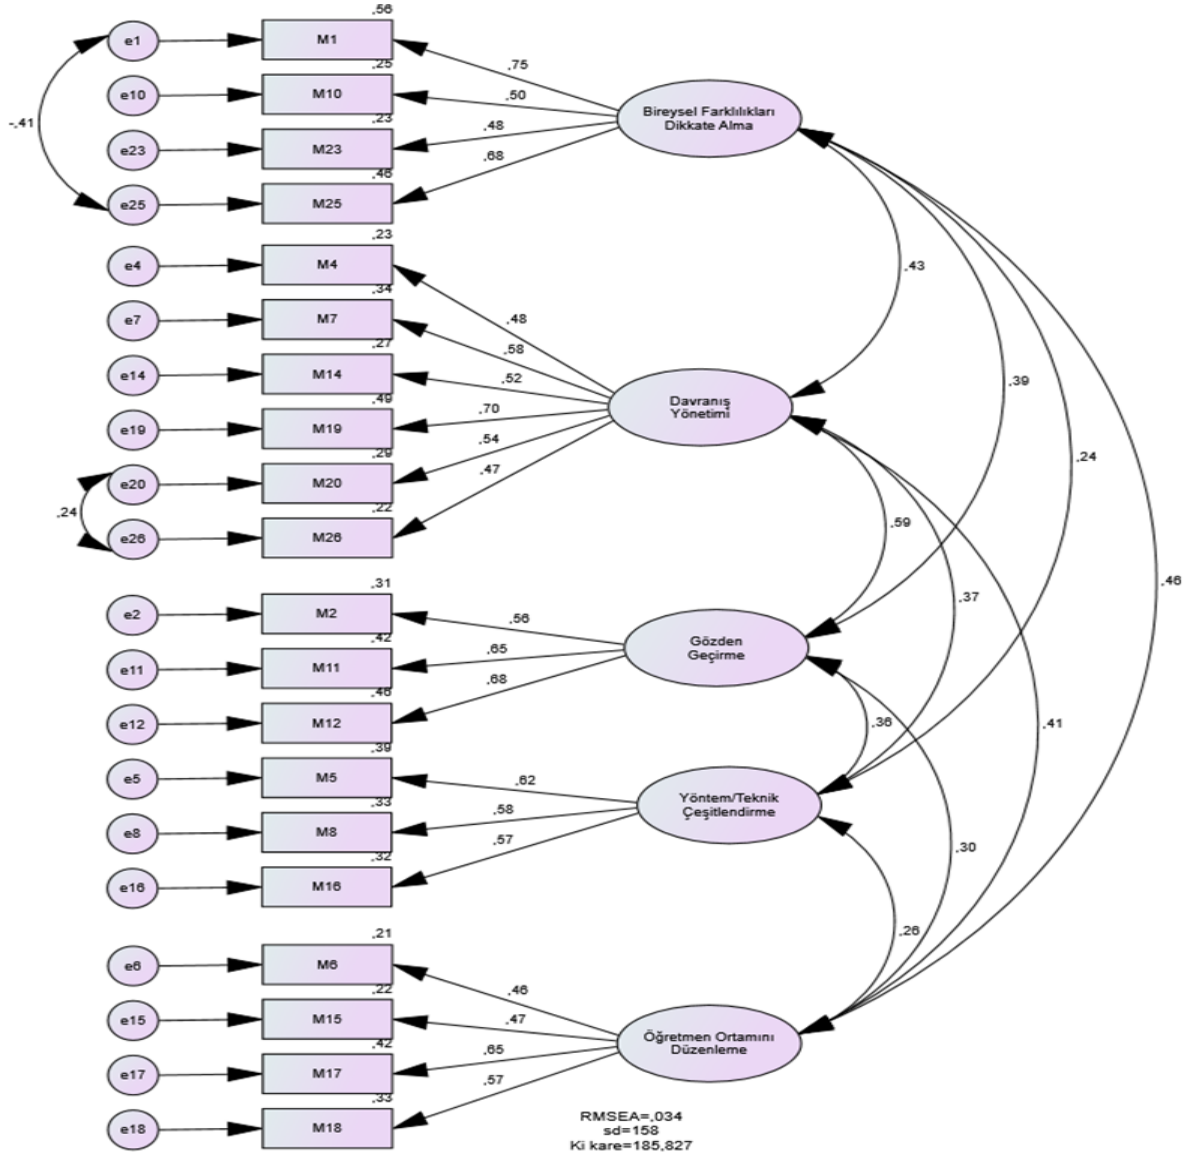 ,56
e1
M1
,75
,25
e10
M10
,50
Bireysel Farklılıkları
Dikkate Alma
-,41
,23
e23
M23
,48
,68
,46
e25
M25
,23
e4
M4
,43
,34
e7
M7
,48
,58
,27
e14
M14
,52
,39
,49
e19
M19
,70
Davranış
Yönetimi
,54
,29
e20
M20
,47
,24
,24
,22
e26
M26
,59
,31
e2
M2
,56
,37
,46
,42
e11
M11
,65
Gözden
Geçirme
,68
,46
e12
M12
,36
,41
,39
e5
M5
,62
,33
e8
M8
,58
Yöntem/Teknik
Çeşitlendirme
,57
,30
,32
e16
M16
,26
,21
e6
M6
,46
,22
e15
M15
,47
Öğretmen Ortamını
Düzenleme
,65
,42
e17
M17
,57
,33
e18
M18
RMSEA=,034
sd=158
Ki kare=185,827